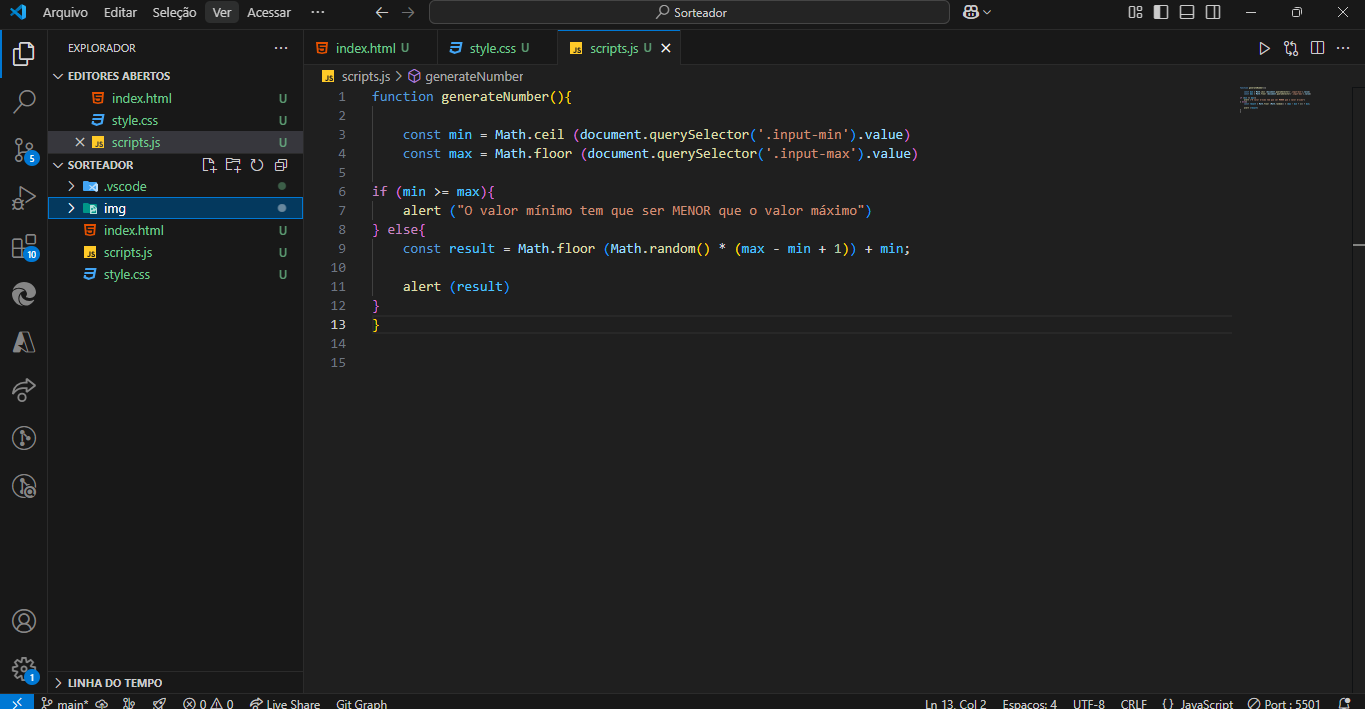 Arquivo Editar Seleção Ver Acessar ··· Sorteador
EXPLORADOR ···
EDITORES ABERTOS
index.html U
style.css U
scripts.js U
SORTEADOR
.vscode
img
index.html U
scripts.js U
style.css U
LINHA DO TEMPO
5
10
1
index.html U style.css U JS scripts.js U
JS scripts.js > generateNumber
1 function generateNumber(){
2
3 const min = Math.ceil (document.querySelector('.input-min').value)
4 const max = Math.floor (document.querySelector('.input-max').value)
5
6 if (min >= max){
7 alert ("O valor mínimo tem que ser MENOR que o valor máximo")
8 } else{
9 const result = Math.floor (Math.random() * (max - min + 1)) + min;
10
11 alert (result)
12 }
13 }
14
15
main* 0 0 Live Share Git Graph Ln 13, Col 2 Espaços: 4 UTF-8 CRLF {} JavaScript Port : 5501